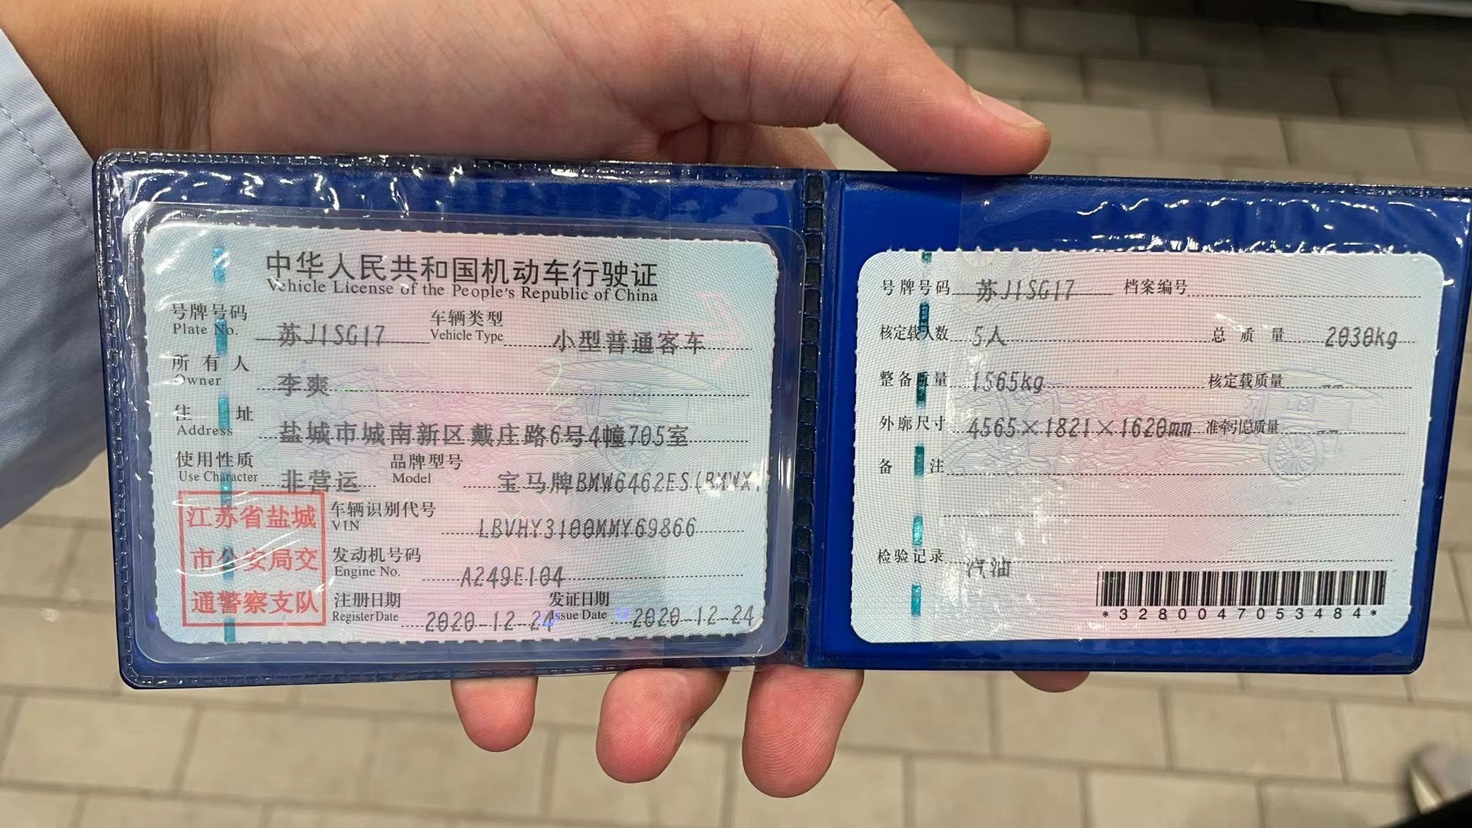 中华人民共和国机动车行驶证
Vehicle License of the People's Republic of China
号牌号码 Plate No. 苏J1SG17 车辆类型 Vehicle Type 小型普通客车
所有人 Owner 李爽
住址 Address 盐城市城南新区戴庄路6号4幢705室
使用性质 Use Character 非营运 品牌型号 Model 宝马牌BMW6462ES(BMWX
江苏省盐城
市公安局交
通警察支队
车辆识别代号 VIN LBVHY3100MMY69866
发动机号码 Engine No. A249E104
注册日期 Register Date 2020-12-24 发证日期 Issue Date 2020-12-24
号牌号码 苏J1SG17 档案编号
核定载人数 5人 总质量 2030kg
整备质量 1565kg 核定载质量 --
外廓尺寸 4565×1821×1620mm 准牵引总质量 --
备注
检验记录 汽油
*3280047053484*